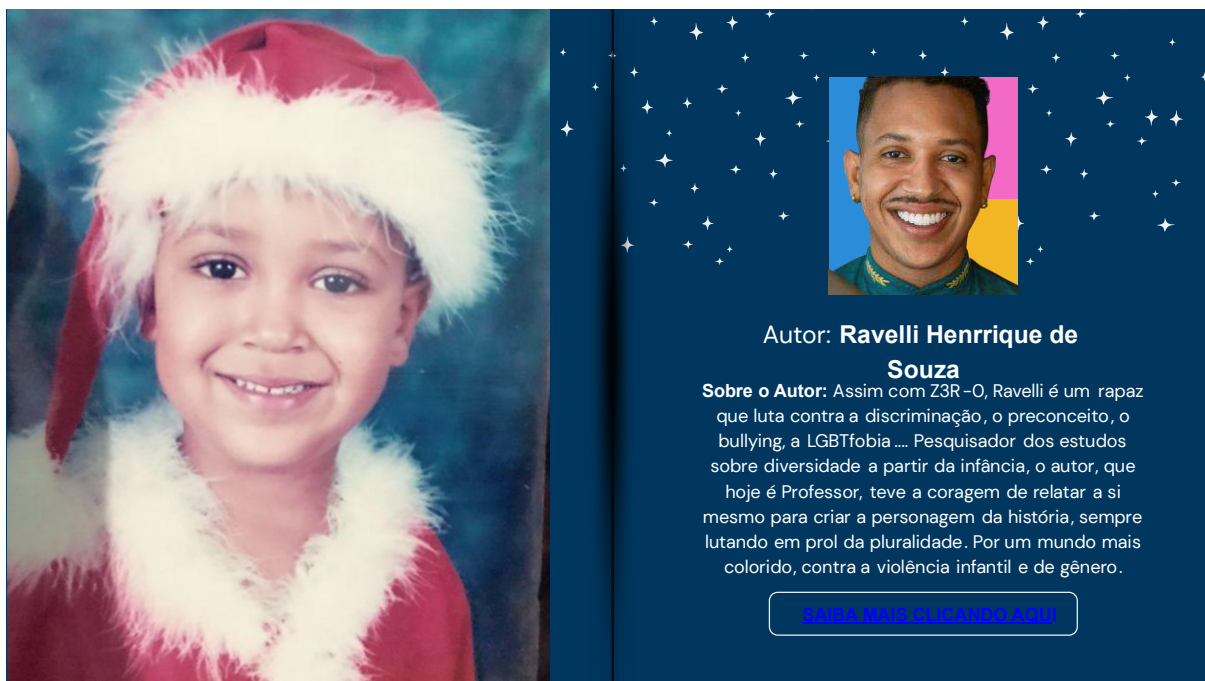 Autor: Ravelli Henrrique de
Souza
Sobre o Autor: Assim com Z3R-O, Ravelli é um rapaz
que luta contra a discriminação, o preconceito, o
bullying, a LGBTfobia .... Pesquisador dos estudos
sobre diversidade a partir da infância, o autor, que
hoje é Professor, teve a coragem de relatar a si
mesmo para criar a personagem da história, sempre
lutando em prol da pluralidade. Por um mundo mais
colorido, contra a violência infantil e de gênero.
SAIBA MAIS CLICANDO AQUI